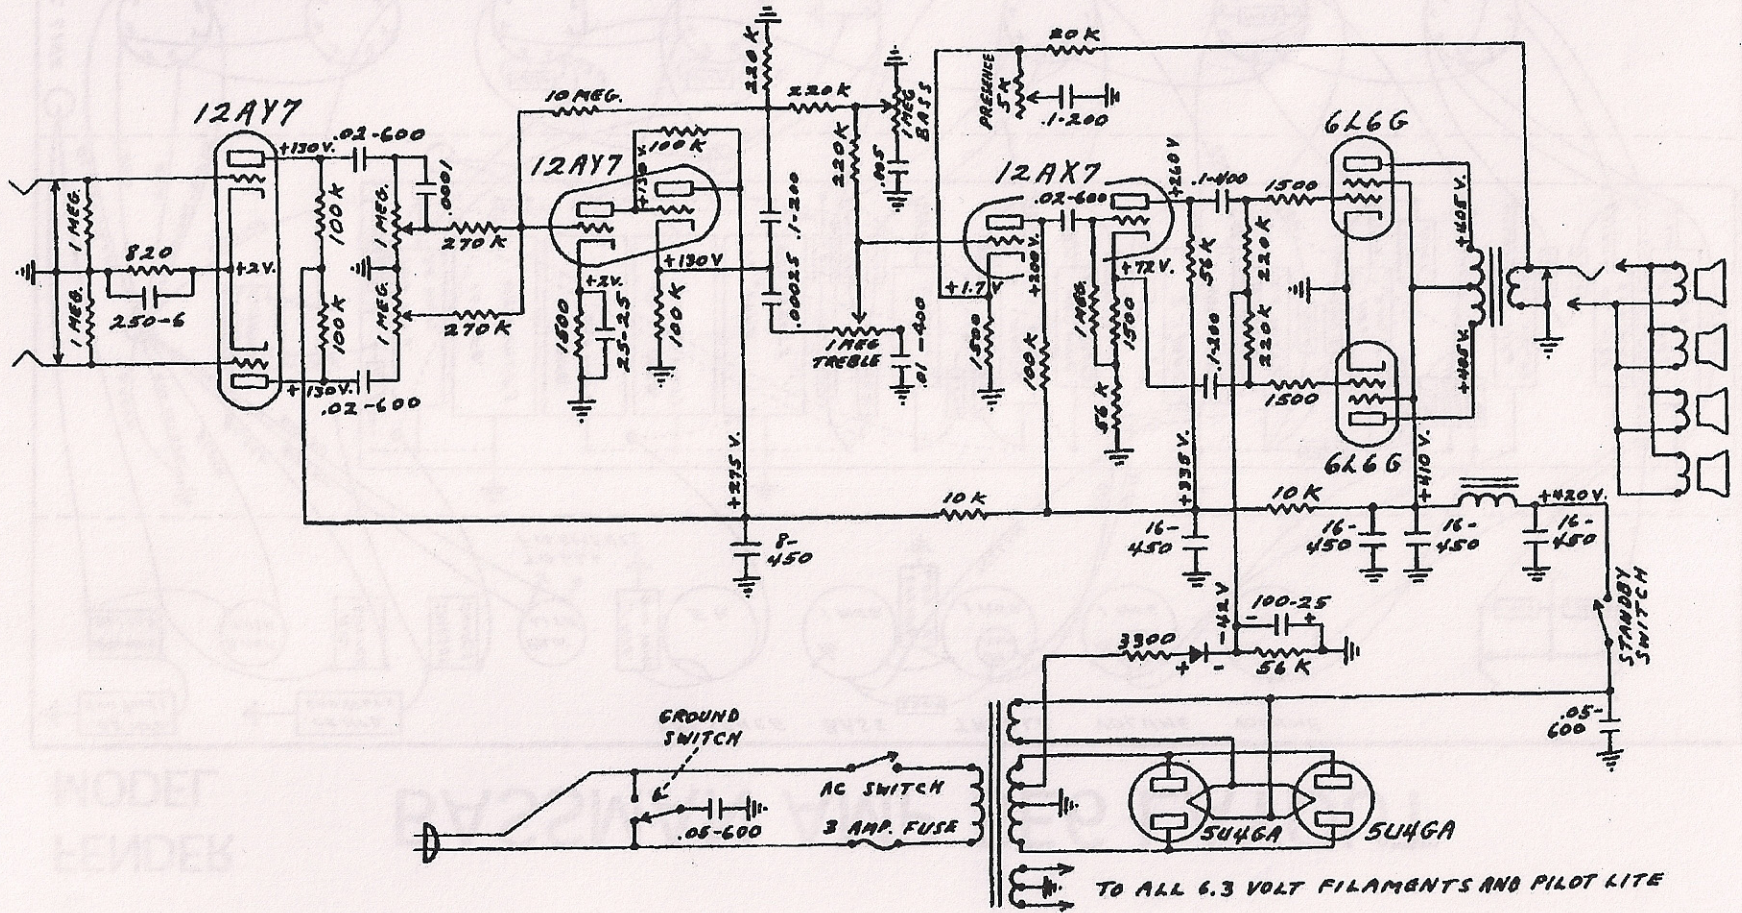 12AY7
+130V.
.02-600
.0001
1 MEG.
820
250-6
1 MEG.
+2V.
100K
100K
1 MEG.
1 MEG.
270K
270K
+130V.
.02-600
10 MEG.
12AY7
+130V.
100K
+2V.
1500
25-25
+130V
100K
220K
220K
220K
1 MEG
BASS
.005
.1-200
.00025
1 MEG
TREBLE
.01-400
+275V.
8-
450
10K
PRESENCE
5K
20K
.1-200
12AX7
.02-600
+1.7V
1500
+200V.
100K
1 MEG.
+72V.
1500
56K
+260V
.1-400
56K
220K
220K
.1-200
1500
1500
+335V.
6L6G
6L6G
+405V.
+405V.
+410V.
+420V.
10K
16-
450
16-
450
16-
450
16-
450
STANDBY
SWITCH
-42V
100-25
- +
3300
+ -
56K
.05-
600
GROUND
SWITCH
.05-600
AC SWITCH
3 AMP. FUSE
5U4GA
5U4GA
TO ALL 6.3 VOLT FILAMENTS AND PILOT LITE
MODEL
FENDER